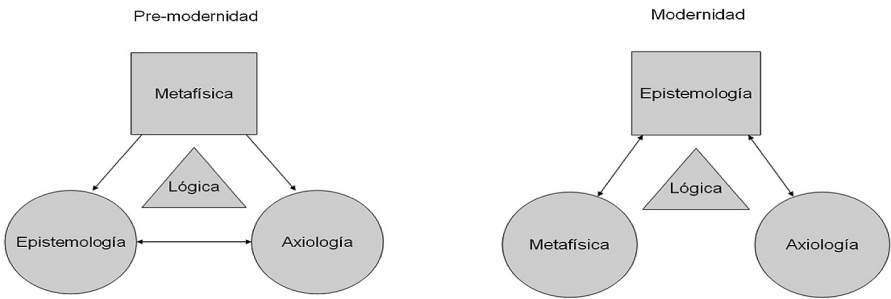 Pre-modernidad
Metafísica
Lógica
Epistemología
Axiología
Modernidad
Epistemología
Lógica
Metafísica
Axiología